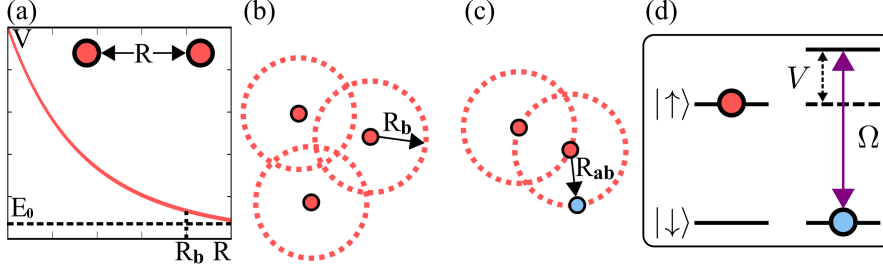 (a)
V
R
E₀
R_b R
(b)
R_b
(c)
R_ab
(d)
|↑⟩
V
Ω
|↓⟩